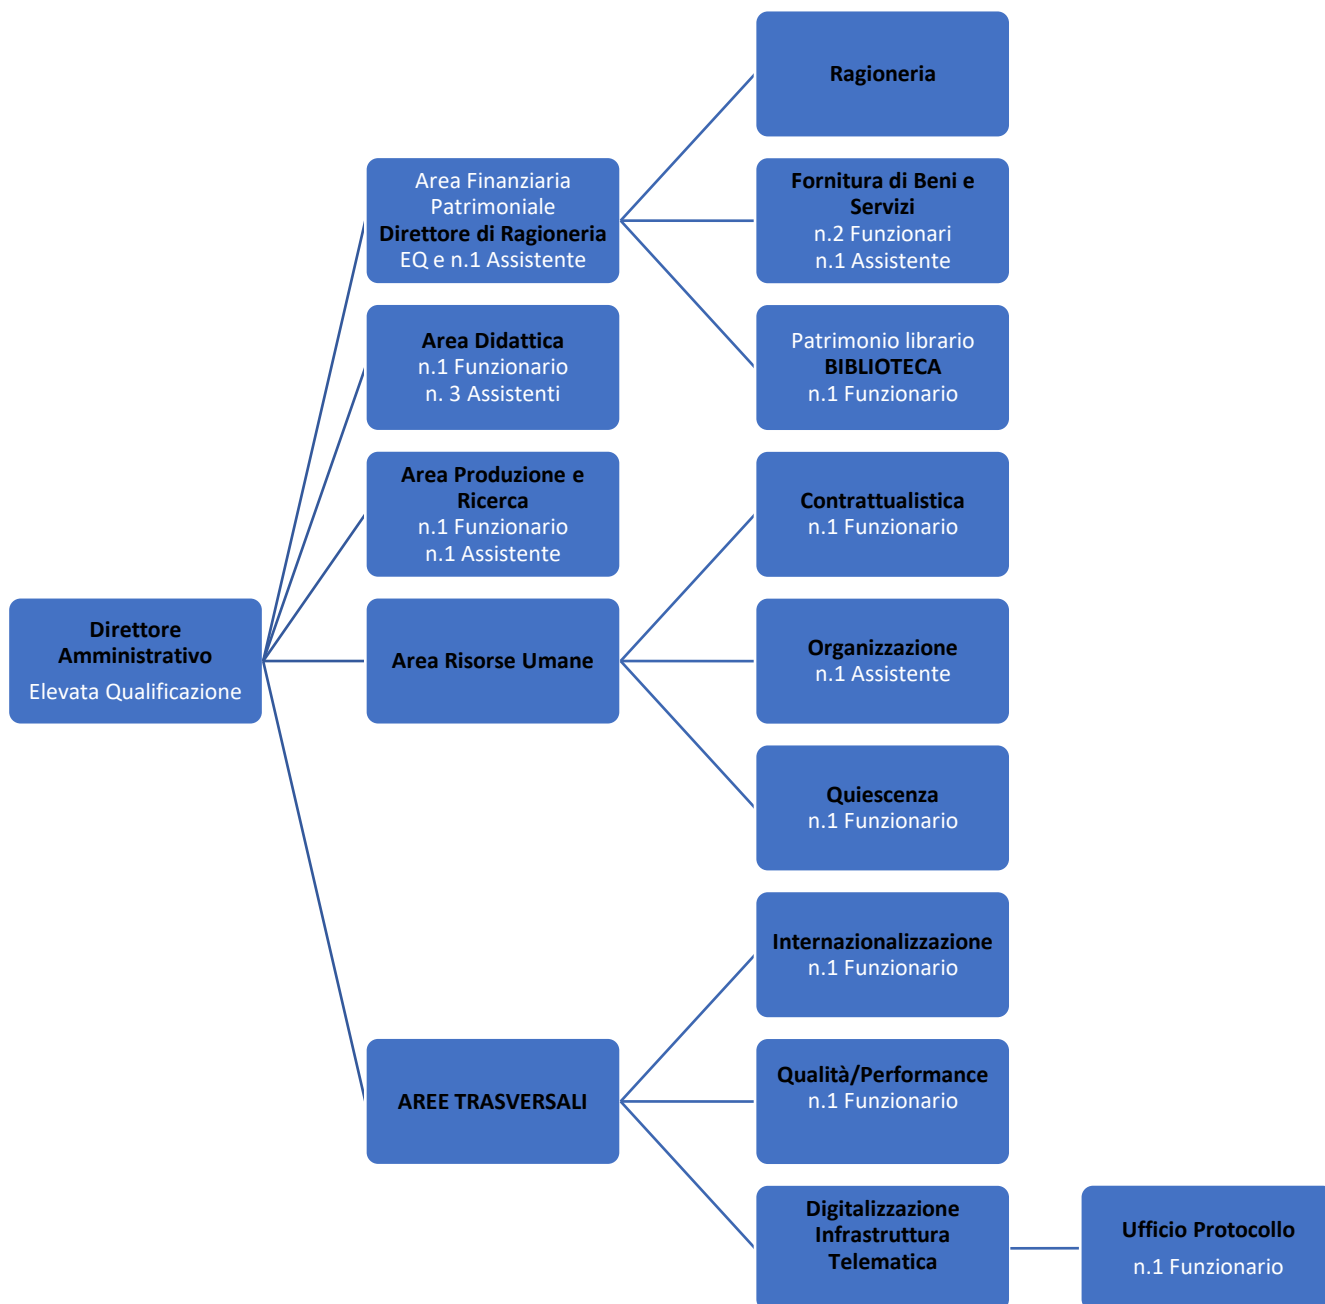 Direttore
Amministrativo
Elevata Qualificazione
Area Finanziaria
Patrimoniale
Direttore di Ragioneria
EQ e n.1 Assistente
Ragioneria
Fornitura di Beni e
Servizi
n.2 Funzionari
n.1 Assistente
Patrimonio librario
BIBLIOTECA
n.1 Funzionario
Area Didattica
n.1 Funzionario
n. 3 Assistenti
Area Produzione e
Ricerca
n.1 Funzionario
n.1 Assistente
Area Risorse Umane
Contrattualistica
n.1 Funzionario
Organizzazione
n.1 Assistente
Quiescenza
n.1 Funzionario
AREE TRASVERSALI
Internazionalizzazione
n.1 Funzionario
Qualità/Performance
n.1 Funzionario
Digitalizzazione
Infrastruttura
Telematica
Ufficio Protocollo
n.1 Funzionario